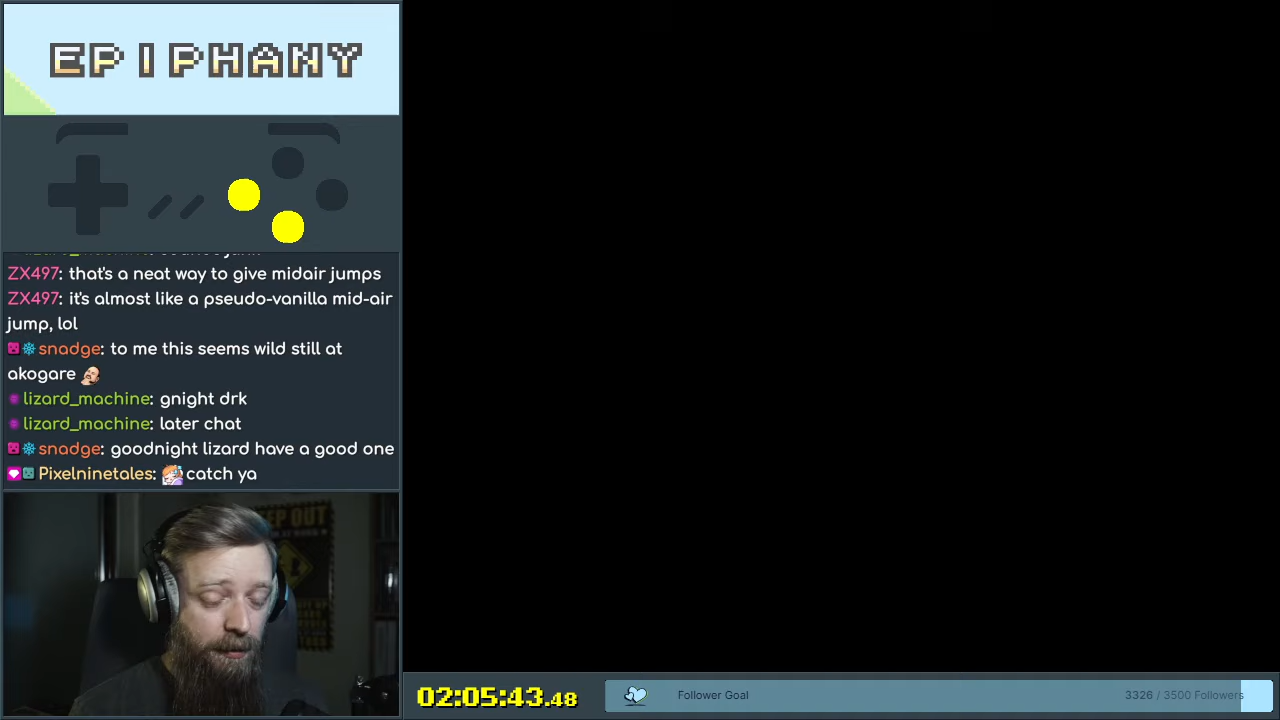 EPIPHANY
ZX497: that's a neat way to give midair jumps
ZX497: it's almost like a pseudo-vanilla mid-air
jump, lol
snadge: to me this seems wild still at
akogare
lizard_machine: gnight drk
lizard_machine: later chat
snadge: goodnight lizard have a good one
Pixelninetales: catch ya
02:05:43.48
Follower Goal
3326 / 3500 Followers